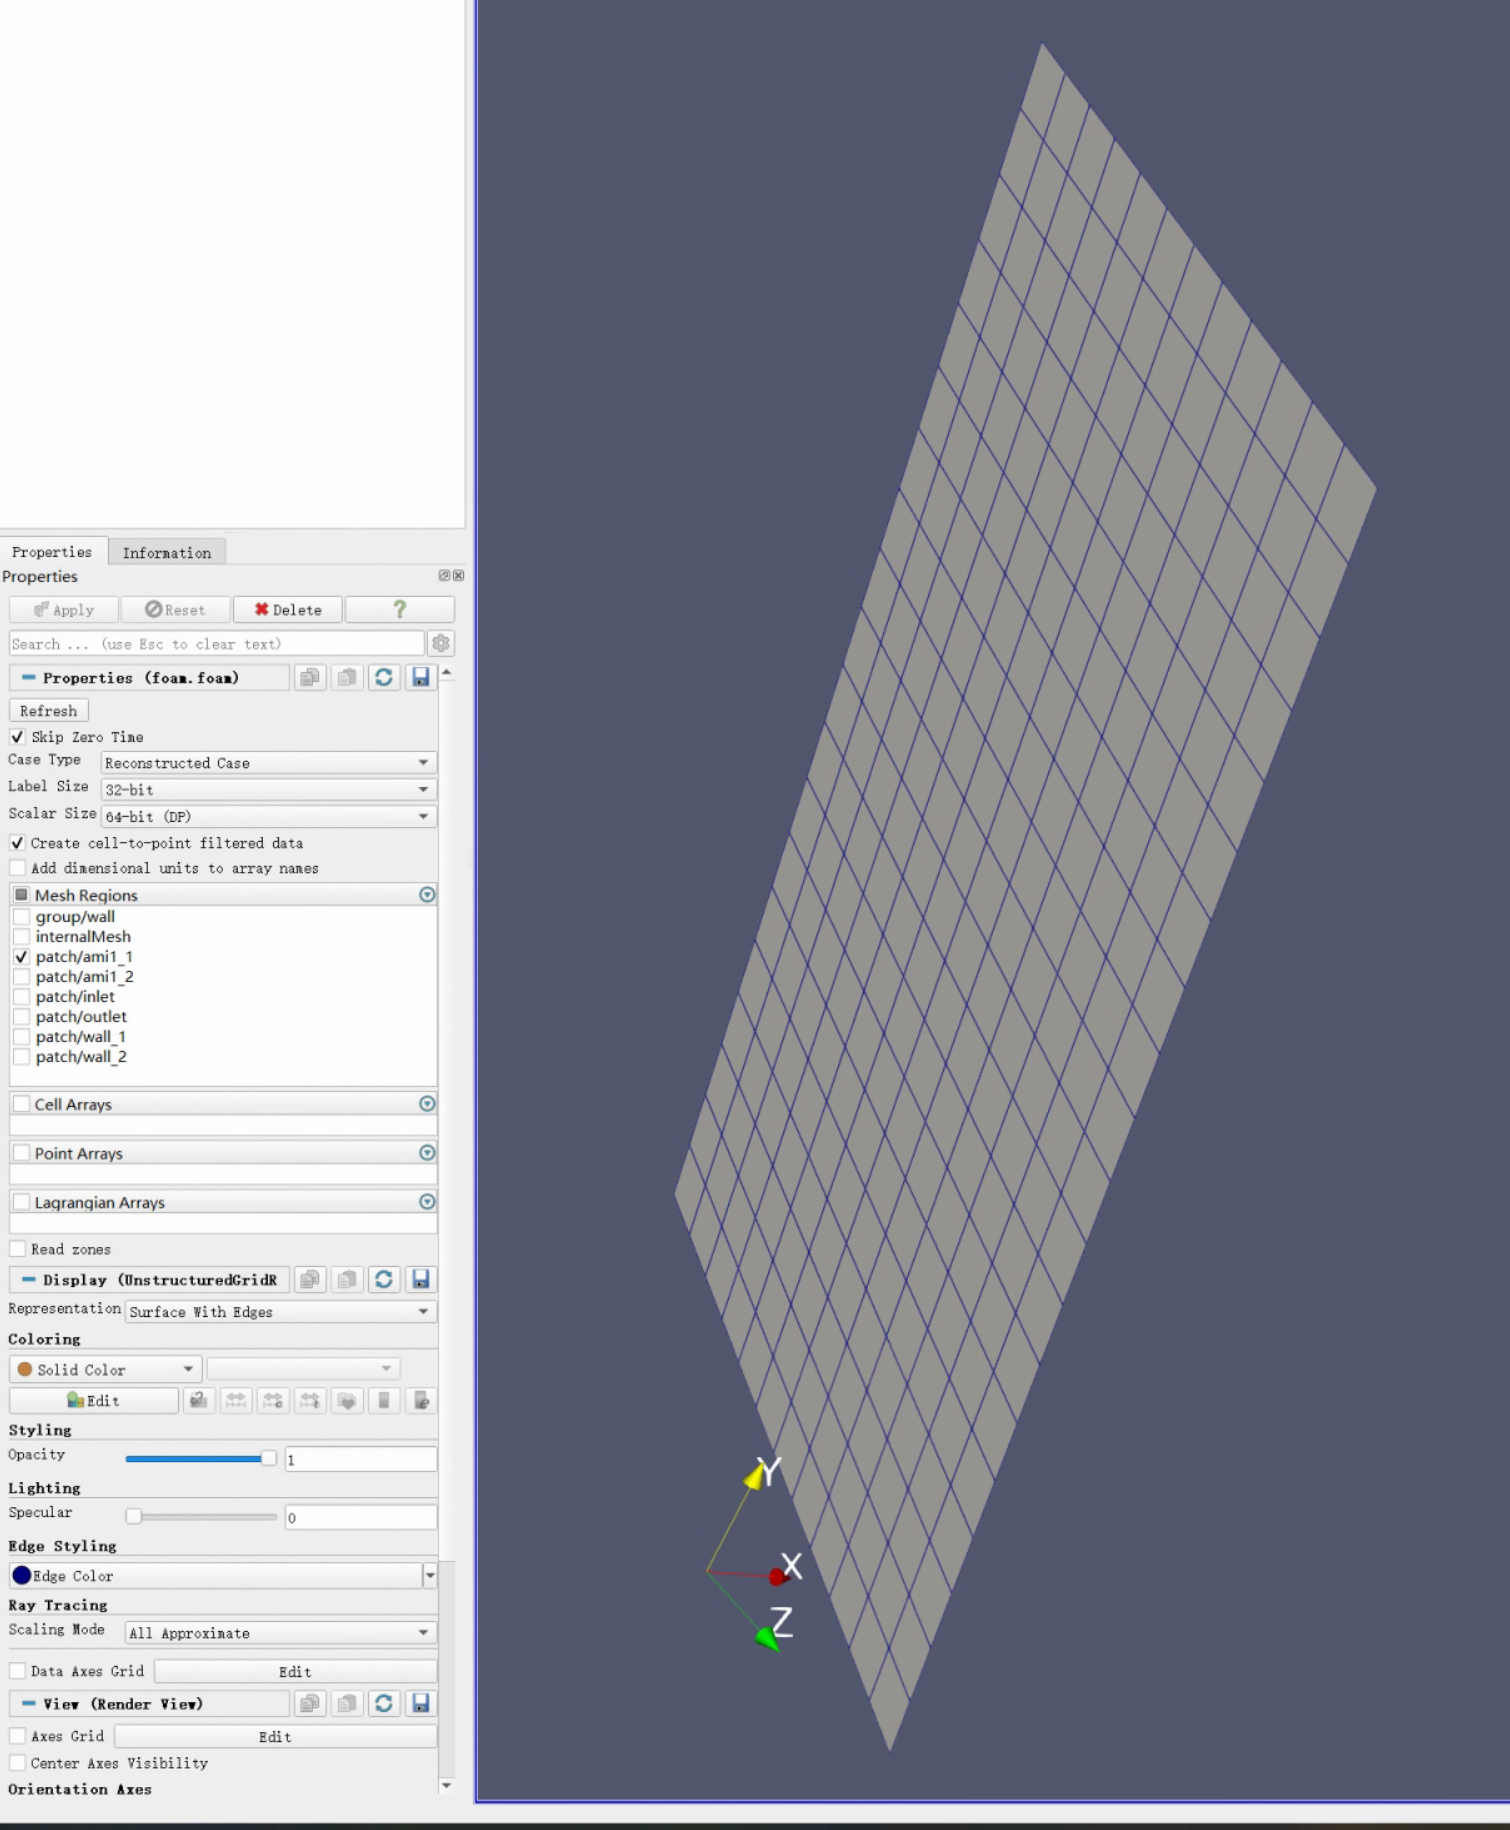 Properties
Information
Properties
Apply
Reset
Delete
?
Search ... (use Esc to clear text)
Properties (foam.foam)
Refresh
Skip Zero Time
Case Type
Reconstructed Case
Label Size
32-bit
Scalar Size
64-bit (DP)
Create cell-to-point filtered data
Add dimensional units to array names
Mesh Regions
group/wall
internalMesh
patch/ami1_1
patch/ami1_2
patch/inlet
patch/outlet
patch/wall_1
patch/wall_2
Cell Arrays
Point Arrays
Lagrangian Arrays
Read zones
Display (UnstructuredGridR
Representation
Surface With Edges
Coloring
Solid Color
Edit
Styling
Opacity
1
Lighting
Specular
0
Edge Styling
Edge Color
Ray Tracing
Scaling Mode
All Approximate
Data Axes Grid
Edit
View (Render View)
Axes Grid
Edit
Center Axes Visibility
Orientation Axes
Y
X
Z